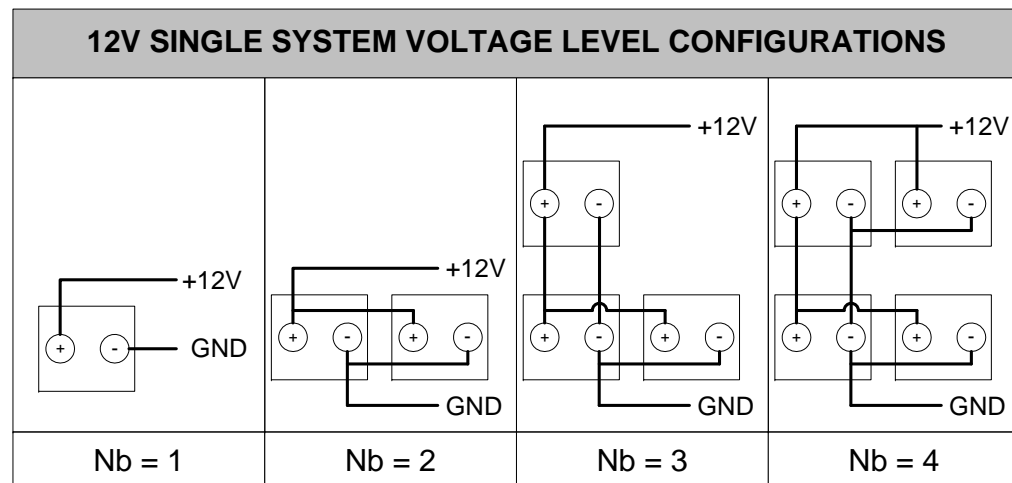 12V SINGLE SYSTEM VOLTAGE LEVEL CONFIGURATIONS
+12V
+ -
GND
Nb = 1
+12V
+ - + -
GND
Nb = 2
+12V
+ -
+ - + -
GND
Nb = 3
+12V
+ - + -
+ - + -
GND
Nb = 4